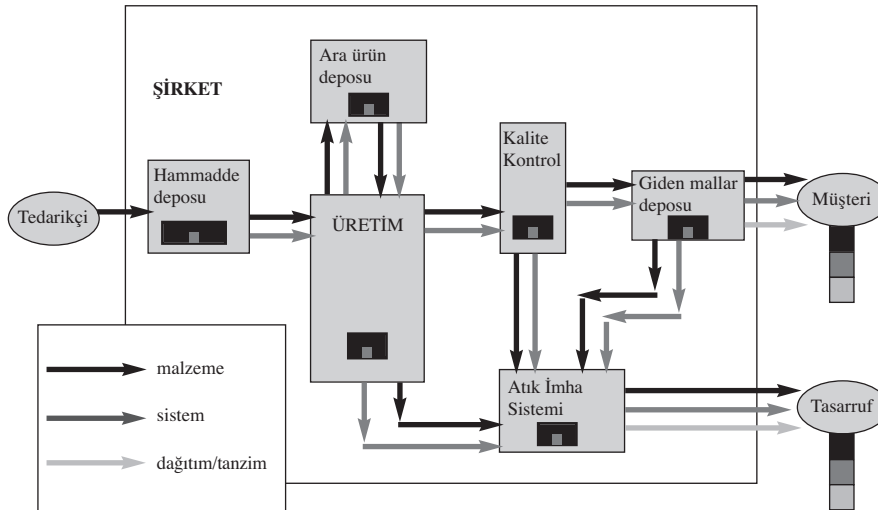 ŞİRKET
Ara ürün
deposu
Kalite
Kontrol
Hammadde
deposu
Giden mallar
deposu
Tedarikçi
ÜRETİM
Müşteri
malzeme
sistem
dağıtım/tanzim
Atık İmha
Sistemi
Tasarruf